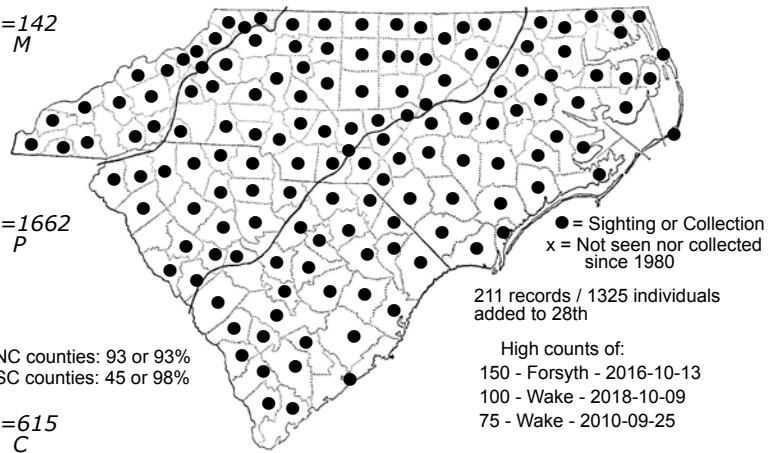 =142
M
=1662
P
● = Sighting or Collection
x = Not seen nor collected
since 1980
211 records / 1325 individuals
added to 28th
NC counties: 93 or 93%
SC counties: 45 or 98%
High counts of:
150 - Forsyth - 2016-10-13
100 - Wake - 2018-10-09
75 - Wake - 2010-09-25
=615
C